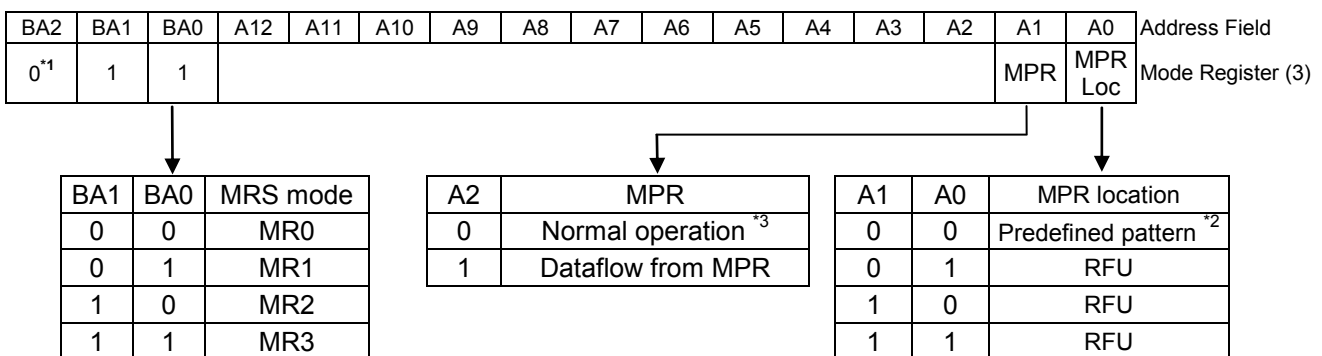 BA2 BA1 BA0 A12 A11 A10 A9 A8 A7 A6 A5 A4 A3 A2 A1 A0 Address Field
0*1 1 1 MPR MPR Loc Mode Register (3)
BA1 BA0 MRS mode
0 0 MR0
0 1 MR1
1 0 MR2
1 1 MR3
A2 MPR
0 Normal operation *3
1 Dataflow from MPR
A1 A0 MPR location
0 0 Predefined pattern *2
0 1 RFU
1 0 RFU
1 1 RFU